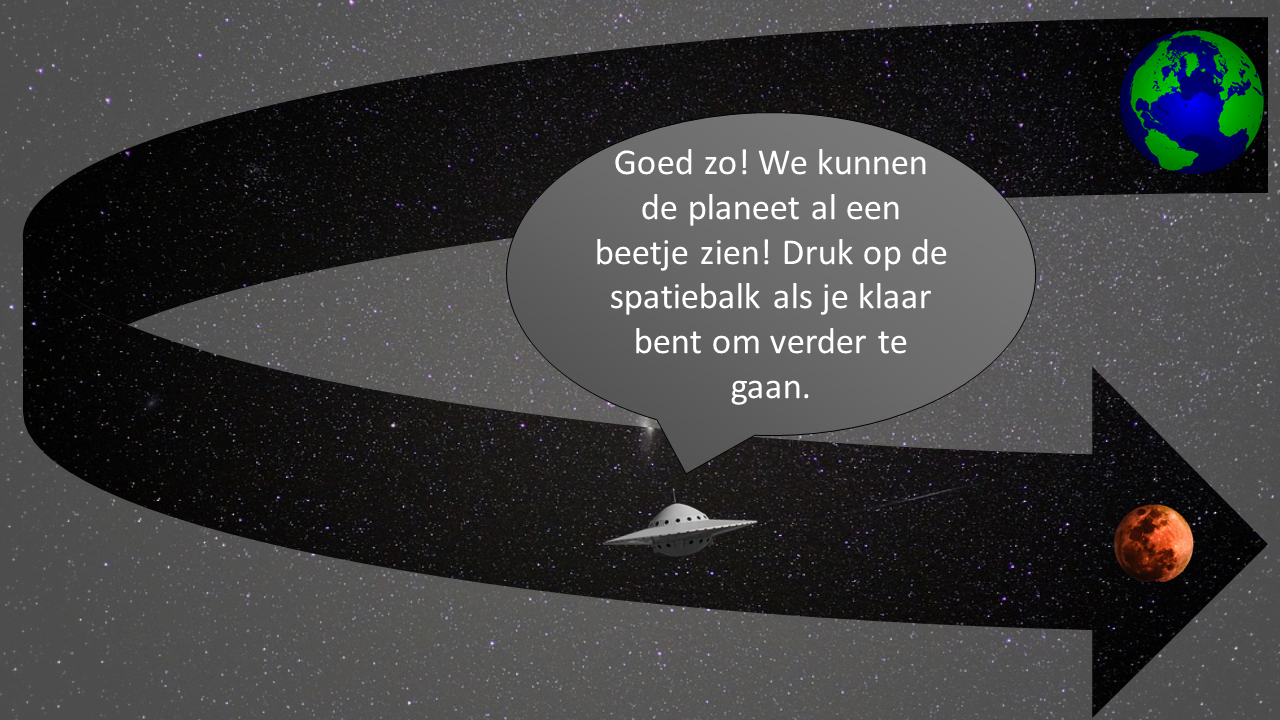 Goed zo! We kunnen
de planeet al een
beetje zien! Druk op de
spatiebalk als je klaar
bent om verder te
gaan.